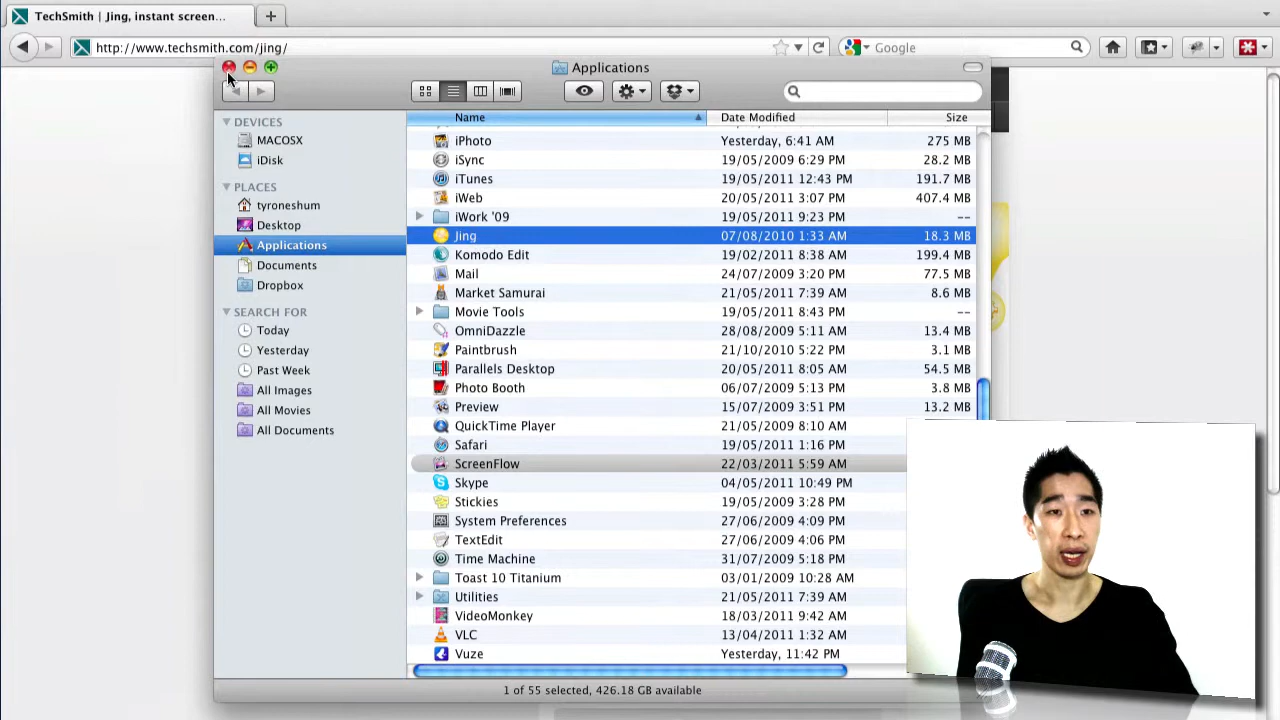 TechSmith | Jing, instant screen...
http://www.techsmith.com/jing/
Google
Applications
DEVICES
MACOSX
iDisk
PLACES
tyroneshum
Desktop
Applications
Documents
Dropbox
SEARCH FOR
Today
Yesterday
Past Week
All Images
All Movies
All Documents
Name Date Modified Size
iPhoto Yesterday, 6:41 AM 275 MB
iSync 19/05/2009 6:29 PM 28.2 MB
iTunes 19/05/2011 12:43 PM 191.7 MB
iWeb 20/05/2011 3:07 PM 407.4 MB
iWork '09 19/05/2011 9:23 PM --
Jing 07/08/2010 1:33 AM 18.3 MB
Komodo Edit 19/02/2011 8:38 AM 199.4 MB
Mail 24/07/2009 3:20 PM 77.5 MB
Market Samurai 21/05/2011 7:39 AM 8.6 MB
Movie Tools 19/05/2011 8:43 PM --
OmniDazzle 28/08/2009 5:11 AM 13.4 MB
Paintbrush 21/10/2010 5:22 PM 3.1 MB
Parallels Desktop 20/05/2011 8:05 AM 54.5 MB
Photo Booth 06/07/2009 5:13 PM 3.8 MB
Preview 15/07/2009 3:51 PM 13.2 MB
QuickTime Player 21/05/2009 8:10 AM
Safari 19/05/2011 1:16 PM
ScreenFlow 22/03/2011 5:59 AM
Skype 04/05/2011 10:49 PM
Stickies 19/05/2009 3:28 PM
System Preferences 27/06/2009 4:09 PM
TextEdit 27/06/2009 4:06 PM
Time Machine 31/07/2009 5:18 PM
Toast 10 Titanium 03/01/2009 10:28 AM
Utilities 21/05/2011 7:39 AM
VideoMonkey 18/03/2011 9:42 AM
VLC 13/04/2011 1:32 AM
Vuze Yesterday, 11:42 PM
1 of 55 selected, 426.18 GB available